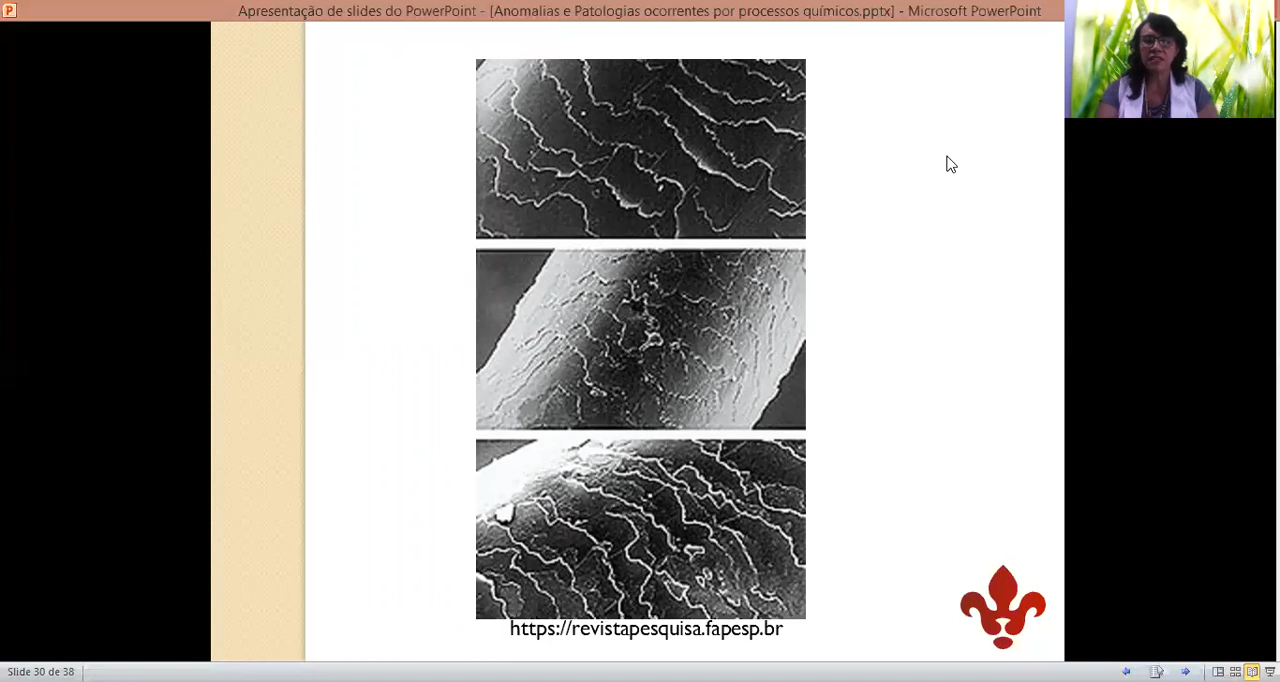 Apresentação de slides do PowerPoint - [Anomalias e Patologias ocorrentes por processos químicos.pptx] - Microsoft PowerPoint
https://revistapesquisa.fapesp.br
Slide 30 de 38